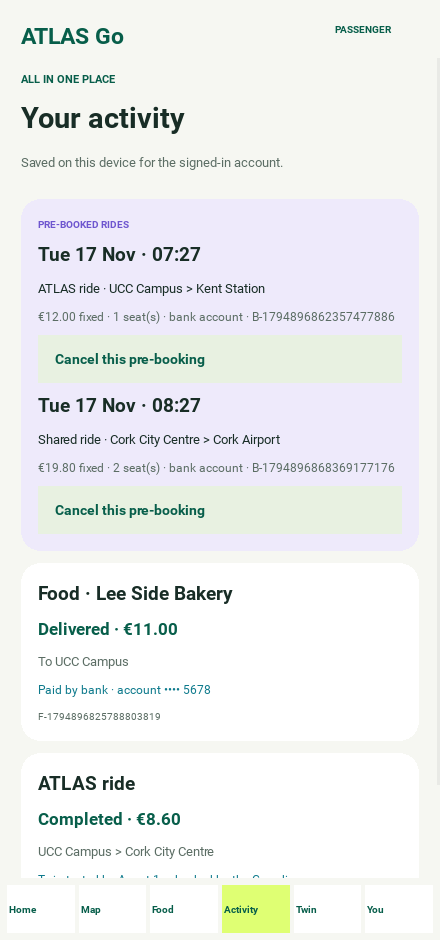 ATLAS Go
PASSENGER
ALL IN ONE PLACE
Your activity
Saved on this device for the signed-in account.
PRE-BOOKED RIDES
Tue 17 Nov · 07:27
ATLAS ride · UCC Campus > Kent Station
€12.00 fixed · 1 seat(s) · bank account · B-1794896862357477886
Cancel this pre-booking
Tue 17 Nov · 08:27
Shared ride · Cork City Centre > Cork Airport
€19.80 fixed · 2 seat(s) · bank account · B-1794896868369177176
Cancel this pre-booking
Food · Lee Side Bakery
Delivered · €11.00
To UCC Campus
Paid by bank · account •••• 5678
F-1794896825788803819
ATLAS ride
Completed · €8.60
UCC Campus > Cork City Centre
Home
Map
Food
Activity
Twin
You